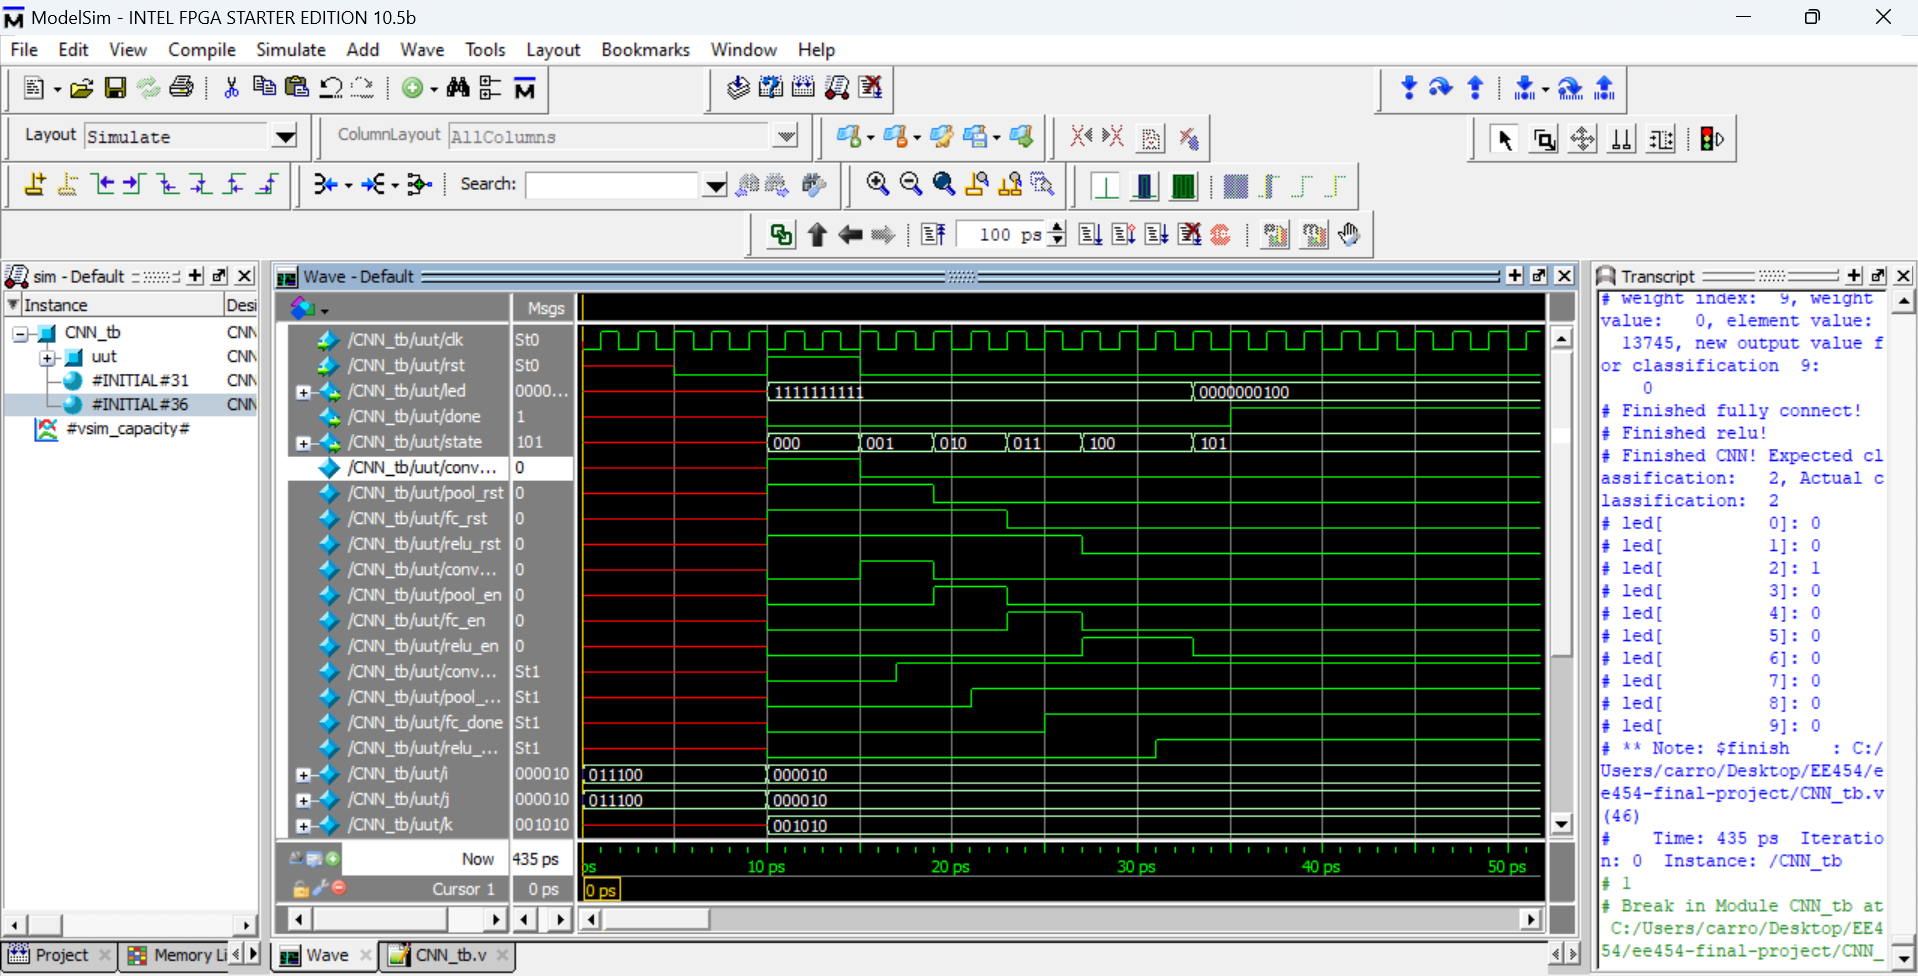 ModelSim - INTEL FPGA STARTER EDITION 10.5b
File Edit View Compile Simulate Add Wave Tools Layout Bookmarks Window Help
Layout Simulate ColumnLayout AllColumns
Search:
100 ps
sim - Default
Instance Desi
CNN_tb CNN
uut CNN
#INITIAL#31 CNN
#INITIAL#36 CNN
#vsim_capacity#
Project Memory Li
Wave - Default
Msgs
/CNN_tb/uut/clk St0
/CNN_tb/uut/rst St0
/CNN_tb/uut/led 0000... 1111111111 0000000100
/CNN_tb/uut/done 1
/CNN_tb/uut/state 101 000 001 010 011 100 101
/CNN_tb/uut/conv... 0
/CNN_tb/uut/pool_rst 0
/CNN_tb/uut/fc_rst 0
/CNN_tb/uut/relu_rst 0
/CNN_tb/uut/conv... 0
/CNN_tb/uut/pool_en 0
/CNN_tb/uut/fc_en 0
/CNN_tb/uut/relu_en 0
/CNN_tb/uut/conv... St1
/CNN_tb/uut/pool_... St1
/CNN_tb/uut/fc_done St1
/CNN_tb/uut/relu_... St1
/CNN_tb/uut/i 000010 011100 000010
/CNN_tb/uut/j 000010 011100 000010
/CNN_tb/uut/k 001010 001010
Now 435 ps ps 10 ps 20 ps 30 ps 40 ps 50 ps
Cursor 1 0 ps 0 ps
Wave CNN_tb.v
Transcript
# weight index: 9, weight
value: 0, element value:
13745, new output value f
or classification 9:
0
# Finished fully connect!
# Finished relu!
# Finished CNN! Expected cl
assification: 2, Actual c
lassification: 2
# led[ 0]: 0
# led[ 1]: 0
# led[ 2]: 1
# led[ 3]: 0
# led[ 4]: 0
# led[ 5]: 0
# led[ 6]: 0
# led[ 7]: 0
# led[ 8]: 0
# led[ 9]: 0
# ** Note: $finish : C:/
Users/carro/Desktop/EE454/e
e454-final-project/CNN_tb.v
(46)
# Time: 435 ps Iteratio
n: 0 Instance: /CNN_tb
# 1
# Break in Module CNN_tb at
C:/Users/carro/Desktop/EE4
54/ee454-final-project/CNN_